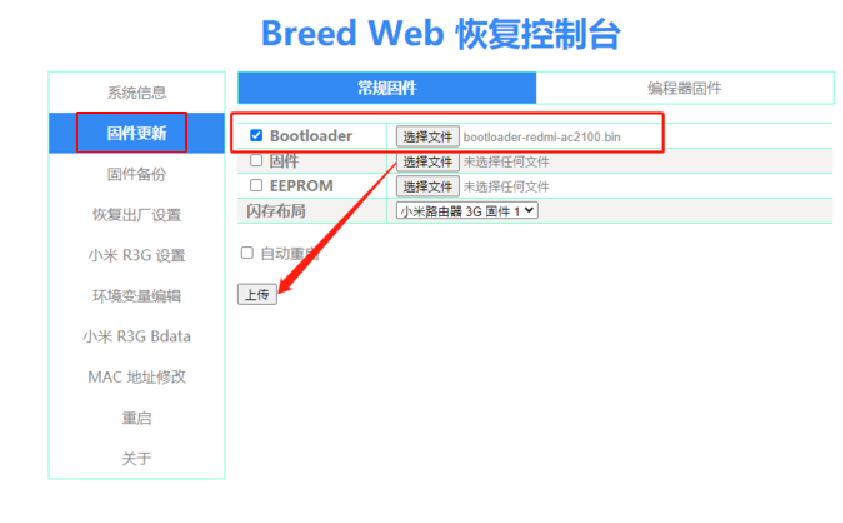 Breed Web 恢复控制台
系统信息
固件更新
固件备份
恢复出厂设置
小米 R3G 设置
环境变量编辑
小米 R3G Bdata
MAC 地址修改
重启
关于
常规固件 编程器固件
Bootloader 选择文件 bootloader-redmi-ac2100.bin
固件 选择文件 未选择任何文件
EEPROM 选择文件 未选择任何文件
闪存布局 小米路由器 3G 固件 1
自动重启
上传